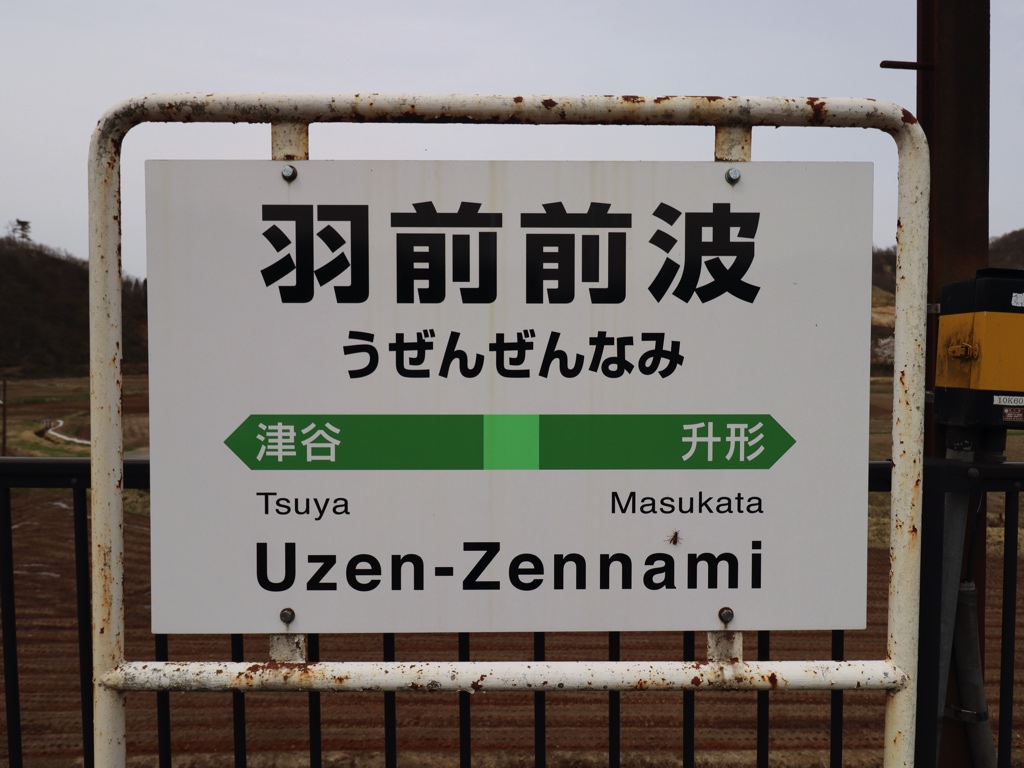 羽前前波
うぜんぜんなみ
津谷 升形
Tsuya Masukata
Uzen-Zennami
10K60